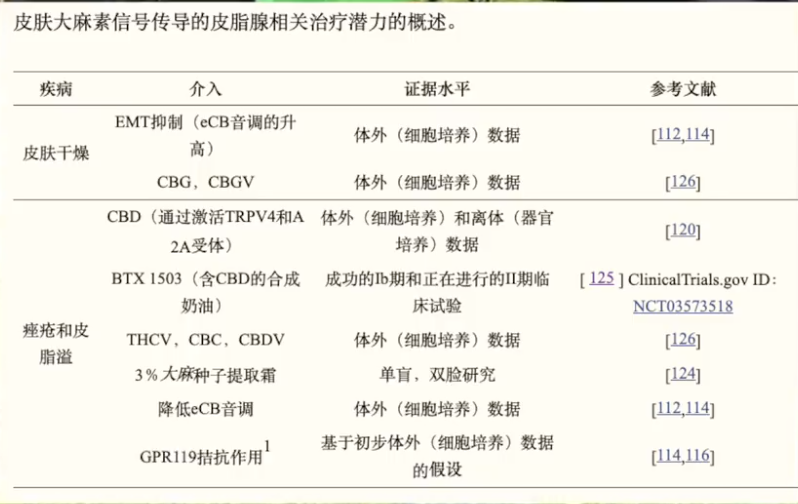 皮肤大麻素信号传导的皮脂腺相关治疗潜力的概述。
疾病 介入 证据水平 参考文献
皮肤干燥
EMT抑制（eCB音调的升
高）
体外（细胞培养）数据
[112,114]
CBG，CBGV
体外（细胞培养）数据
[126]
痤疮和皮
脂溢
CBD（通过激活TRPV4和A
2A受体）
体外（细胞培养）和离体（器官
培养）数据
[120]
BTX 1503（含CBD的合成
奶油）
成功的Ib期和正在进行的II期临
床试验
[ 125 ] ClinicalTrials.gov ID：
NCT03573518
THCV，CBC，CBDV
体外（细胞培养）数据
[126]
3％大麻种子提取霜
单盲，双脸研究
[124]
降低eCB音调
体外（细胞培养）数据
[112,114]
GPR119拮抗作用1
基于初步体外（细胞培养）数据
的假设
[114,116]